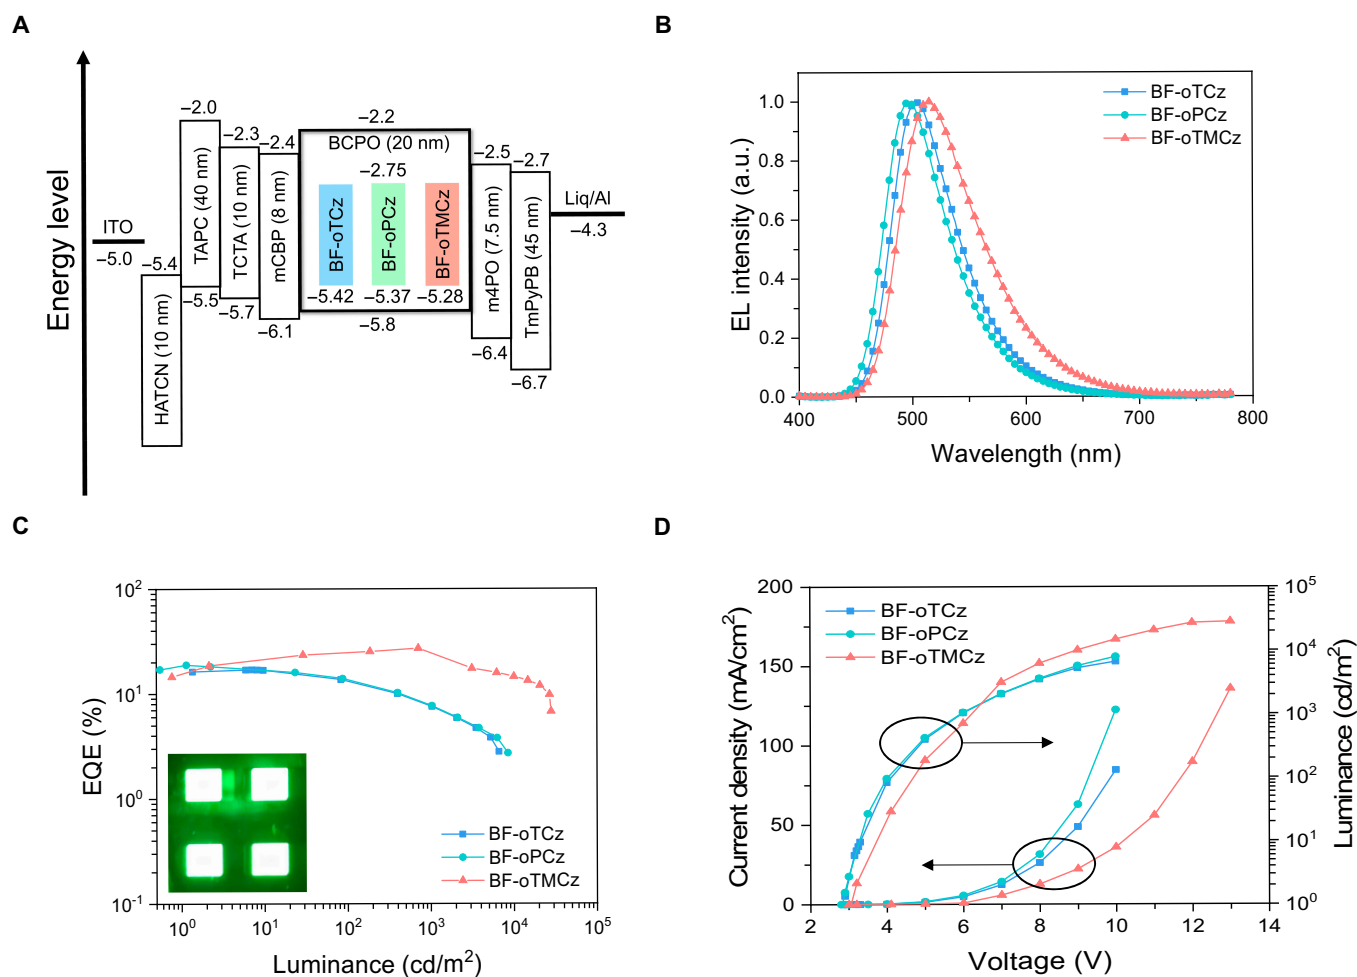 A
Energy level
ITO
−5.0
−5.4
HATCN (10 nm)
−2.0
TAPC (40 nm)
−5.5
−2.3
TCTA (10 nm)
−5.7
−2.4
mCBP (8 nm)
−6.1
−2.2
BCPO (20 nm)
−2.75
BF-oTCz
BF-oPCz
BF-oTMCz
−5.42
−5.37
−5.28
−5.8
−2.5
m4PO (7.5 nm)
−6.4
−2.7
TmPyPB (45 nm)
−6.7
Liq/Al
−4.3
B
EL intensity (a.u.)
1.0
0.8
0.6
0.4
0.2
0.0
400
500
600
700
800
Wavelength (nm)
BF-oTCz
BF-oPCz
BF-oTMCz
C
EQE (%)
10²
10¹
10⁰
10⁻¹
10⁰
10¹
10²
10³
10⁴
10⁵
Luminance (cd/m²)
BF-oTCz
BF-oPCz
BF-oTMCz
D
Current density (mA/cm²)
200
150
100
50
0
BF-oTCz
BF-oPCz
BF-oTMCz
10⁵
10⁴
10³
10²
10¹
10⁰
Luminance (cd/m²)
2
4
6
8
10
12
14
Voltage (V)